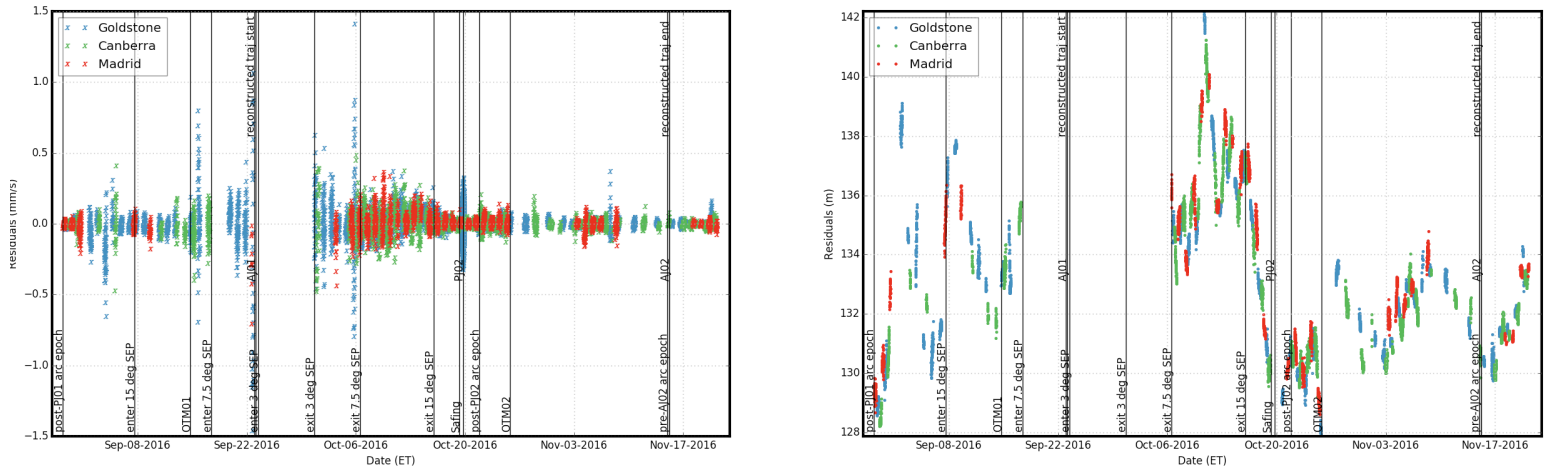 1.5
1.0
0.5
0.0
−0.5
−1.0
−1.5
Residuals (mm/s)
Goldstone
Canberra
Madrid
post-PJ01 arc epoch
enter 15 deg SEP
OTM01
enter 7.5 deg SEP
AJ01
enter 3 deg SEP
reconstructed traj start
exit 3 deg SEP
exit 7.5 deg SEP
exit 15 deg SEP
Safing
PJ02
post-PJ02 arc epoch
OTM02
pre-AJ02 arc epoch
AJ02
reconstructed traj end
Sep-08-2016
Sep-22-2016
Oct-06-2016
Oct-20-2016
Nov-03-2016
Nov-17-2016
Date (ET)
142
140
138
136
134
132
130
128
Residuals (m)
Goldstone
Canberra
Madrid
post-PJ01 arc epoch
enter 15 deg SEP
OTM01
enter 7.5 deg SEP
AJ01
enter 3 deg SEP
reconstructed traj start
exit 3 deg SEP
exit 7.5 deg SEP
exit 15 deg SEP
Safing
PJ02
post-PJ02 arc epoch
OTM02
pre-AJ02 arc epoch
AJ02
reconstructed traj end
Sep-08-2016
Sep-22-2016
Oct-06-2016
Oct-20-2016
Nov-03-2016
Nov-17-2016
Date (ET)